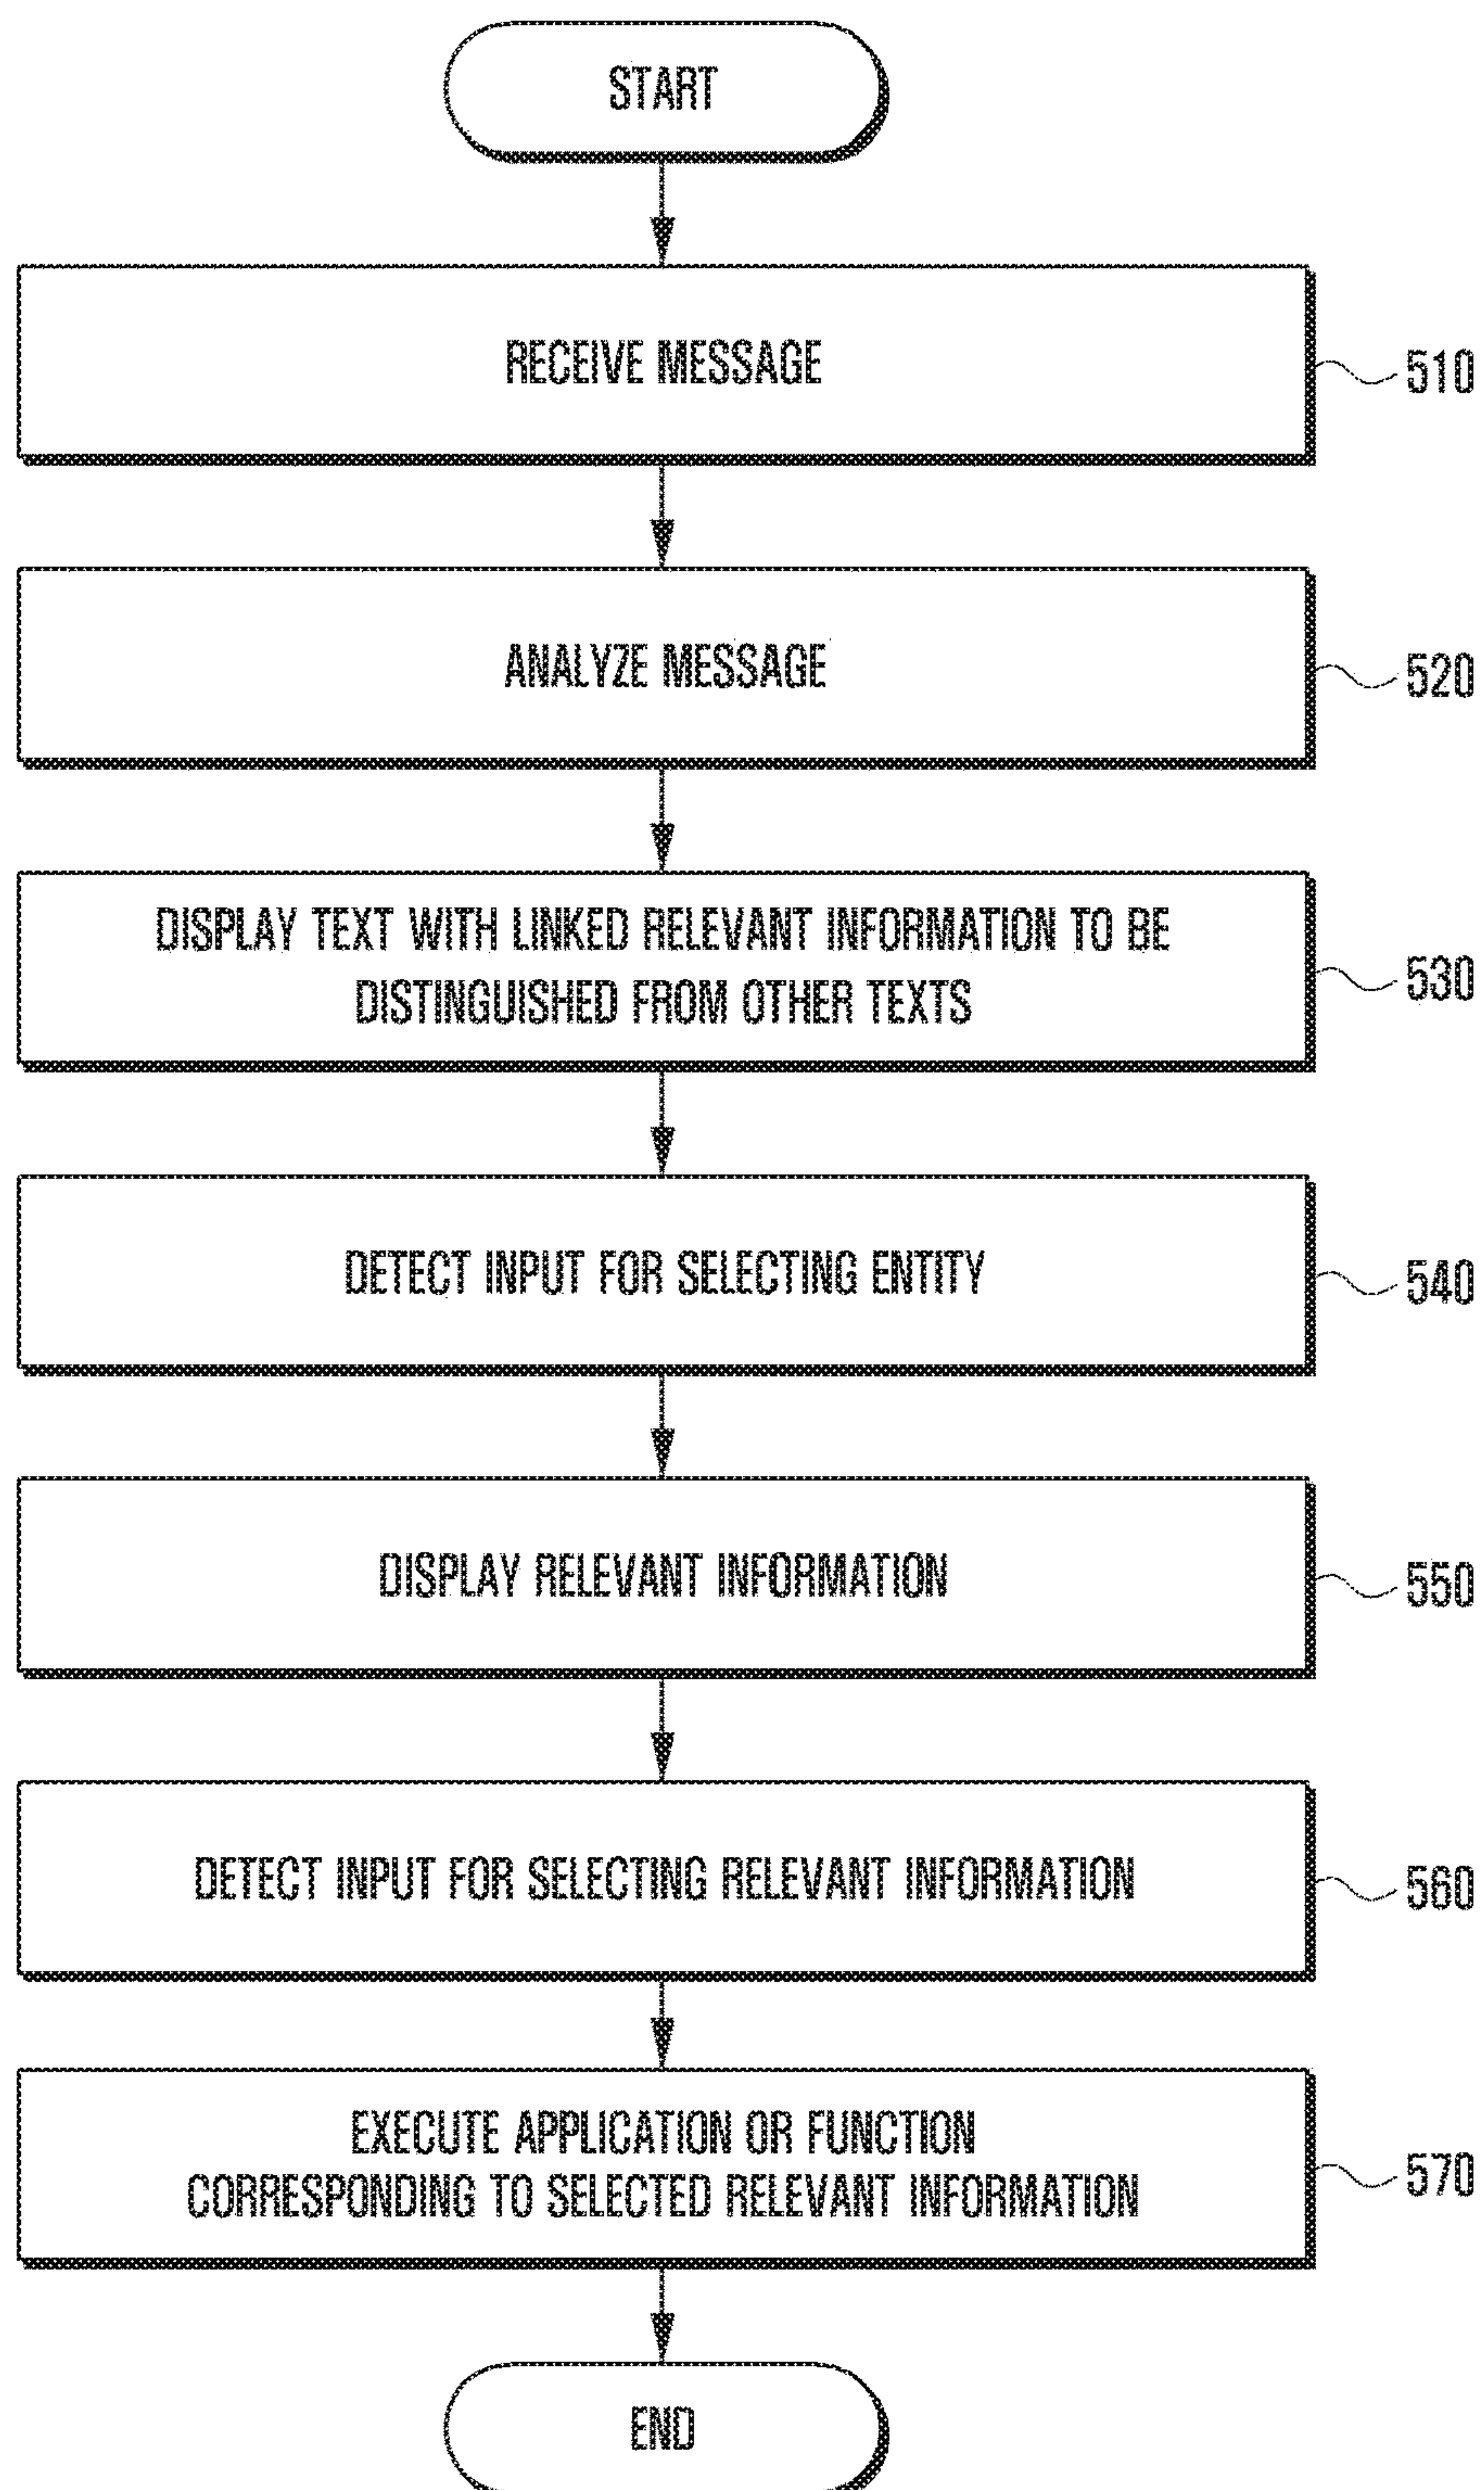 START
RECEIVE MESSAGE
510
ANALYZE MESSAGE
520
DISPLAY TEXT WITH LINKED RELEVANT INFORMATION TO BE
DISTINGUISHED FROM OTHER TEXTS
530
DETECT INPUT FOR SELECTING ENTITY
540
DISPLAY RELEVANT INFORMATION
550
DETECT INPUT FOR SELECTING RELEVANT INFORMATION
560
EXECUTE APPLICATION OR FUNCTION
CORRESPONDING TO SELECTED RELEVANT INFORMATION
570
END